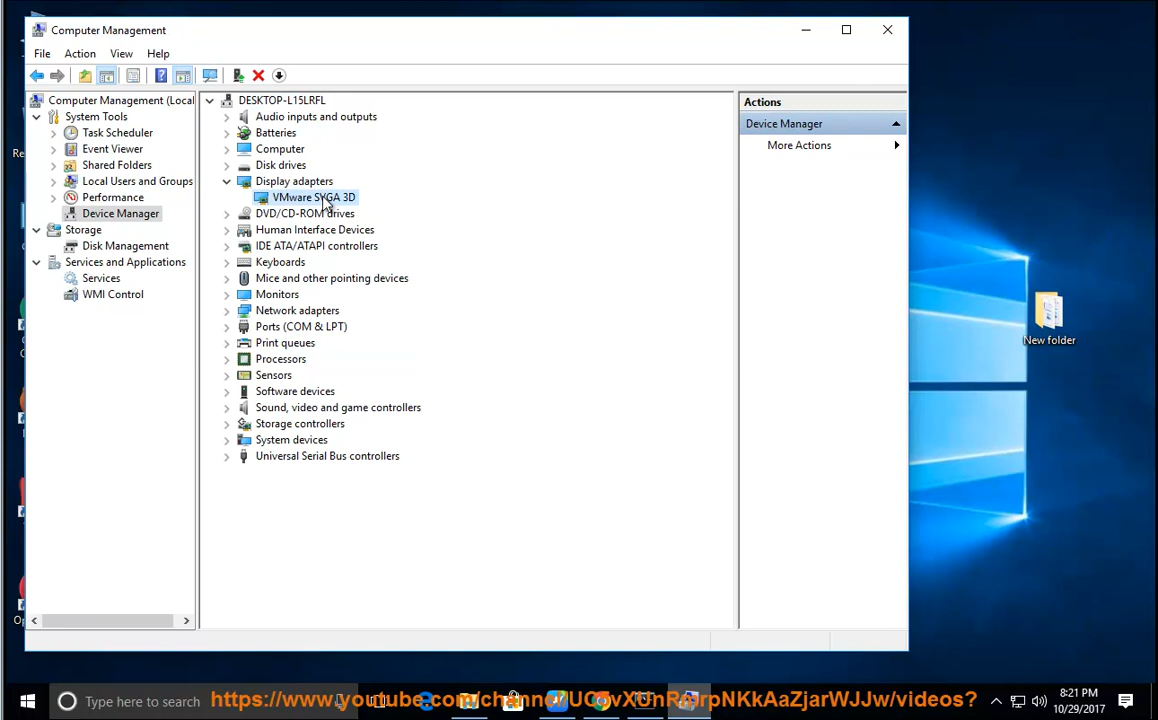 Computer Management
File Action View Help
Computer Management (Local
System Tools
Task Scheduler
Event Viewer
Shared Folders
Local Users and Groups
Performance
Device Manager
Storage
Disk Management
Services and Applications
Services
WMI Control
DESKTOP-L15LRFL
Audio inputs and outputs
Batteries
Computer
Disk drives
Display adapters
VMware SVGA 3D
DVD/CD-ROM drives
Human Interface Devices
IDE ATA/ATAPI controllers
Keyboards
Mice and other pointing devices
Monitors
Network adapters
Ports (COM & LPT)
Print queues
Processors
Sensors
Software devices
Sound, video and game controllers
Storage controllers
System devices
Universal Serial Bus controllers
Actions
Device Manager
More Actions
New folder
Type here to search
8:21 PM
10/29/2017